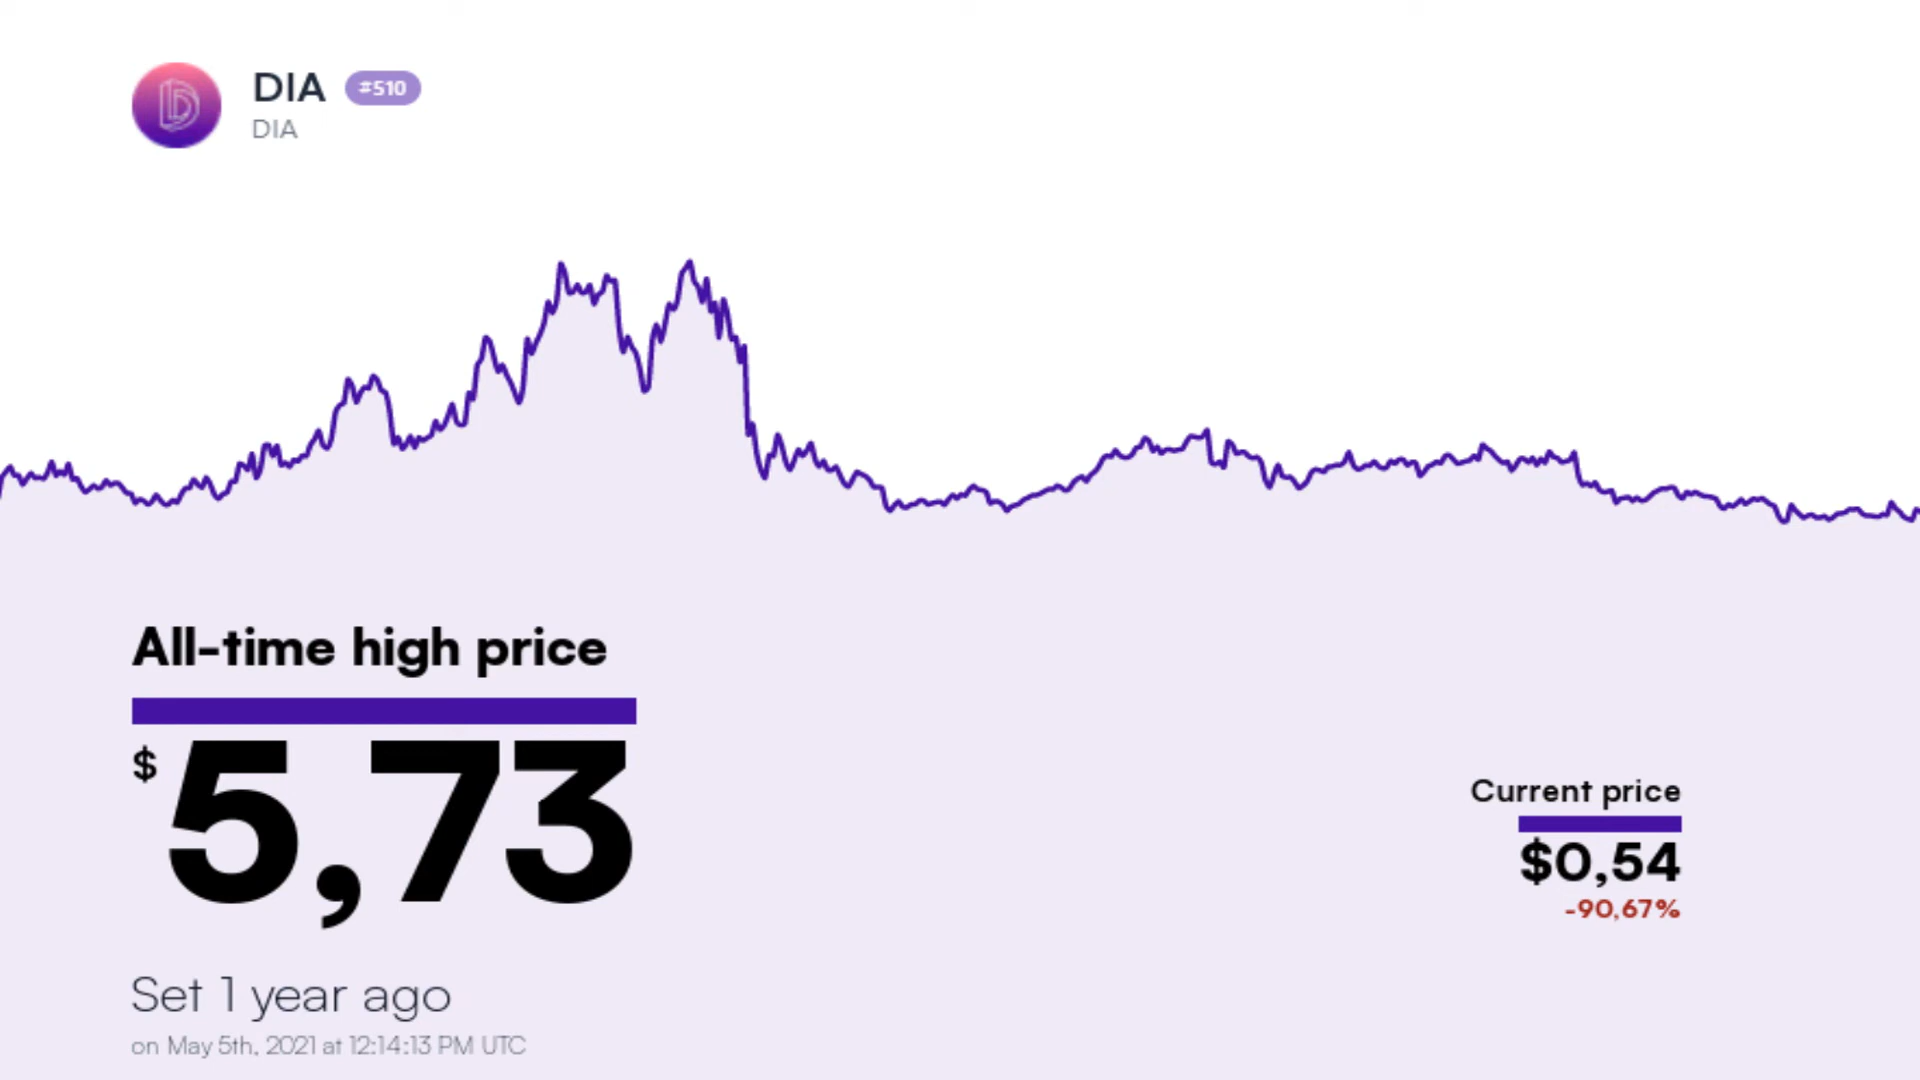 DIA #510
DIA
All-time high price
$5,73
Current price
$0,54
-90,67%
Set 1 year ago
on May 5th, 2021 at 12:14:13 PM UTC